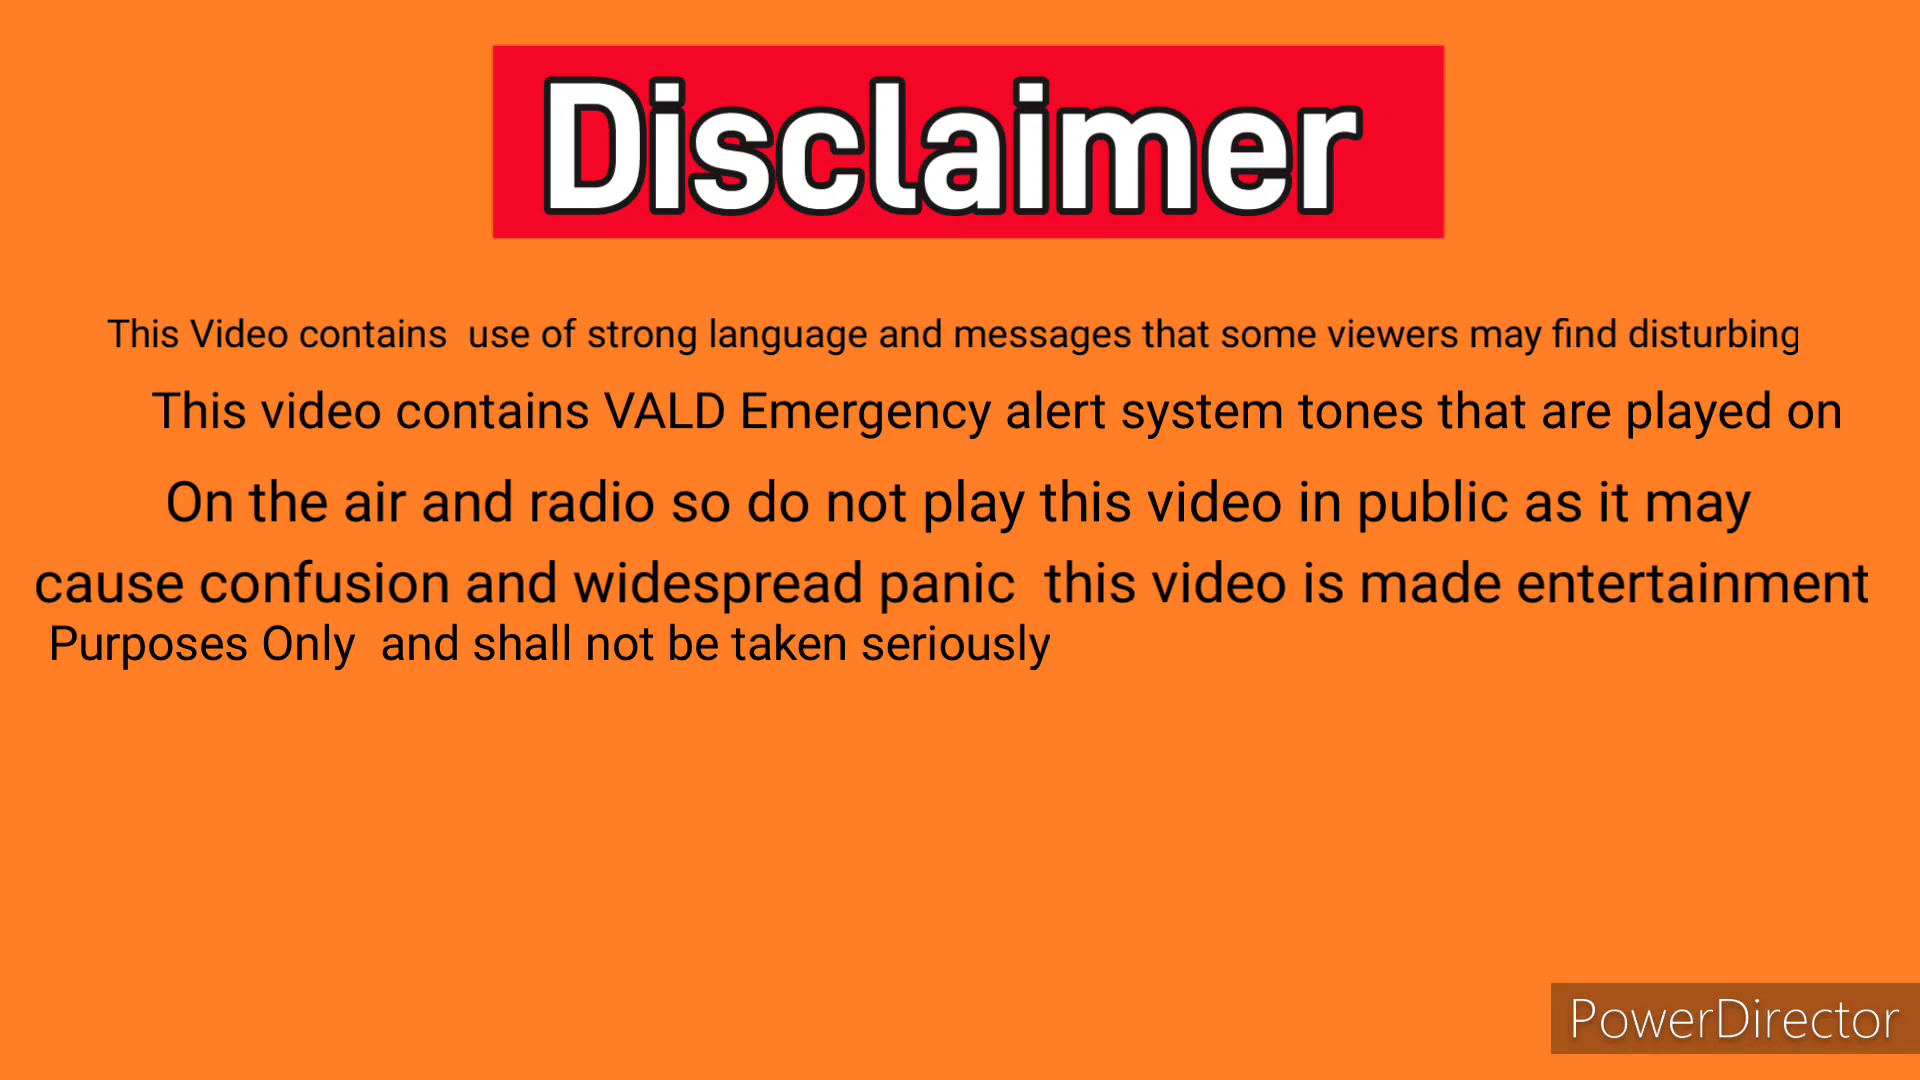 Disclaimer
This Video contains use of strong language and messages that some viewers may find disturbing
This video contains VALD Emergency alert system tones that are played on
On the air and radio so do not play this video in public as it may
cause confusion and widespread panic this video is made entertainment
Purposes Only and shall not be taken seriously
PowerDirector